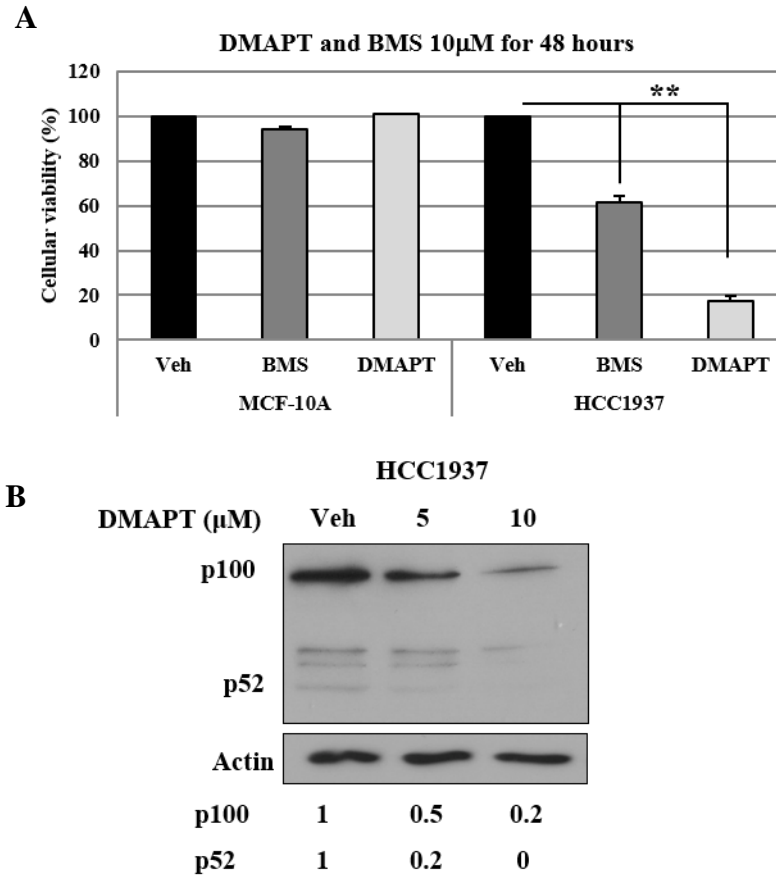 A
DMAPT and BMS 10μM for 48 hours
Cellular viability (%)
120
100
80
60
40
20
0
**
Veh BMS DMAPT Veh BMS DMAPT
MCF-10A HCC1937
B
HCC1937
DMAPT (μM) Veh 5 10
p100
p52
Actin
p100 1 0.5 0.2
p52 1 0.2 0